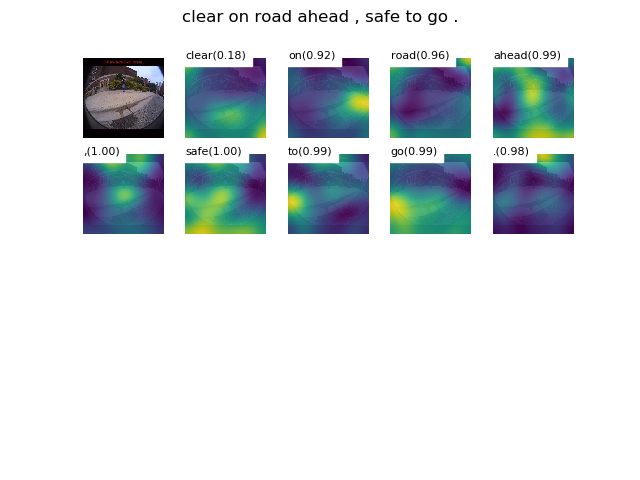 clear on road ahead , safe to go .
clear(0.18) on(0.92) road(0.96) ahead(0.99)
,(1.00) safe(1.00) to(0.99) go(0.99) .(0.98)